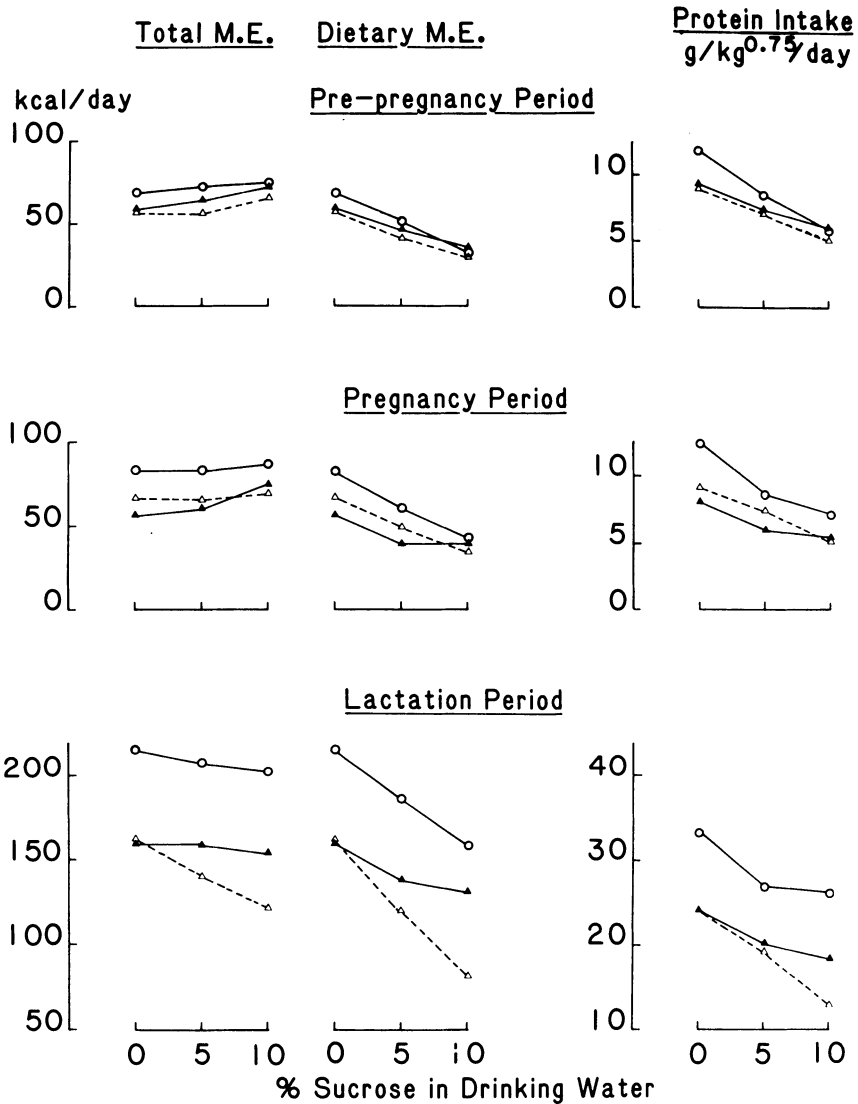 Total M.E. Dietary M.E. Protein Intake
g/kg0.75/day
kcal/day Pre-pregnancy Period
100
50
0
10
5
0
Pregnancy Period
100
50
0
10
5
0
Lactation Period
200
150
100
50
40
30
20
10
0 5 10 0 5 10 0 5 10
% Sucrose in Drinking Water